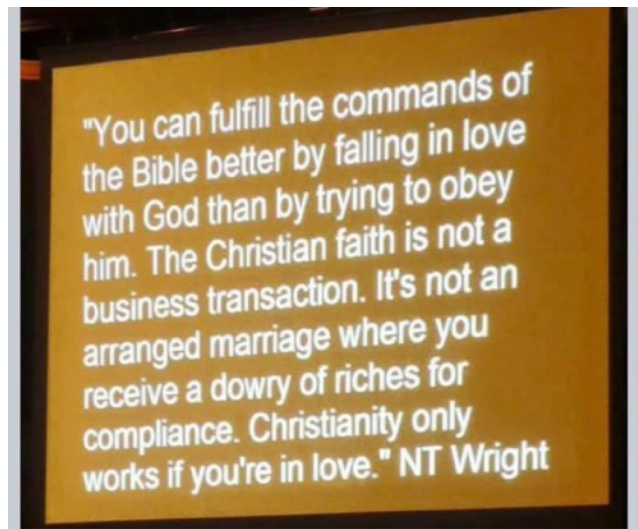 "You can fulfill the commands of
the Bible better by falling in love
with God than by trying to obey
him. The Christian faith is not a
business transaction. It's not an
arranged marriage where you
receive a dowry of riches for
compliance. Christianity only
works if you're in love." NT Wright